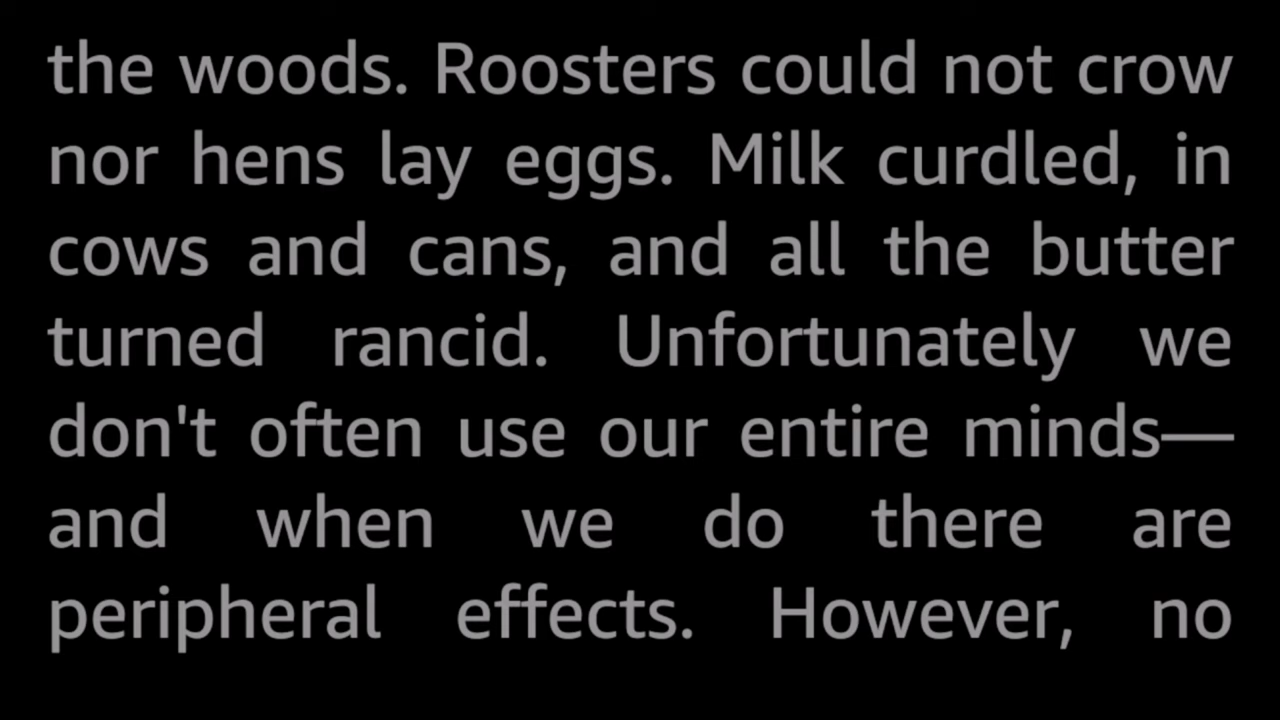 the woods. Roosters could not crow
nor hens lay eggs. Milk curdled, in
cows and cans, and all the butter
turned rancid. Unfortunately we
don't often use our entire minds—
and when we do there are
peripheral effects. However, no